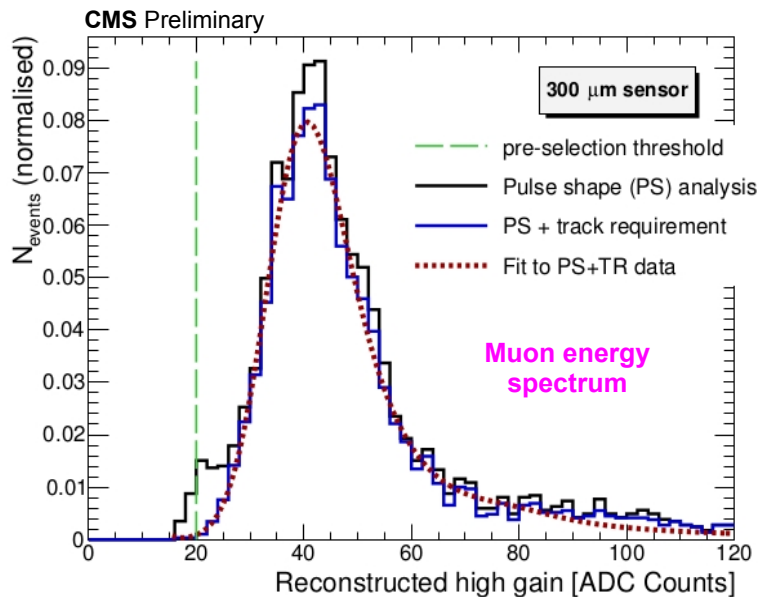 CMS Preliminary
N_events (normalised)
0.09
0.08
0.07
0.06
0.05
0.04
0.03
0.02
0.01
0
300 μm sensor
pre-selection threshold
Pulse shape (PS) analysis
PS + track requirement
Fit to PS+TR data
Muon energy
spectrum
0 20 40 60 80 100 120
Reconstructed high gain [ADC Counts]